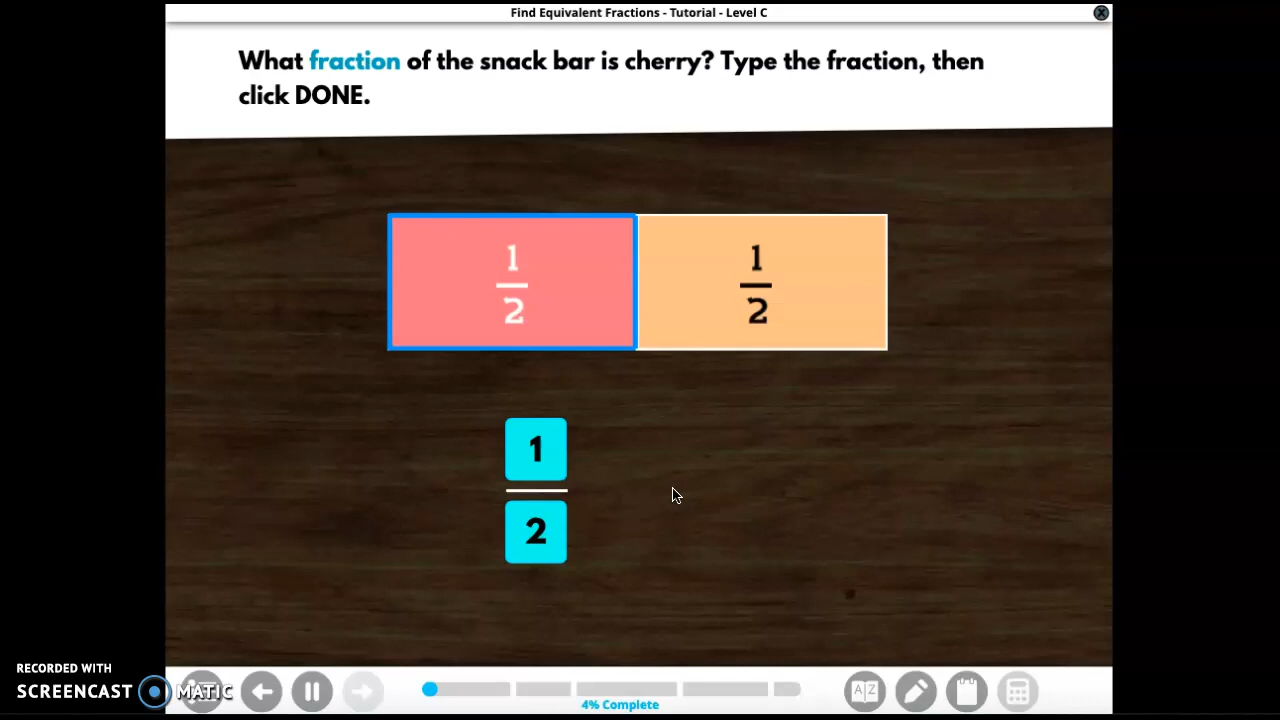 Find Equivalent Fractions - Tutorial - Level C
What fraction of the snack bar is cherry? Type the fraction, then
click DONE.
1
2
1
2
1
2
RECORDED WITH
SCREENCAST MATIC
A Z
4% Complete